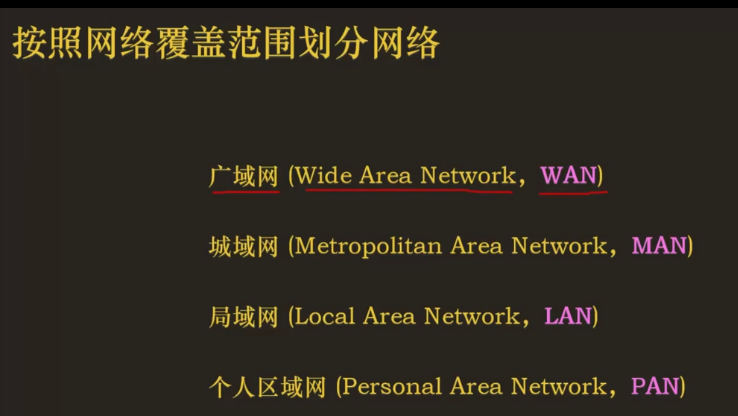 按照网络覆盖范围划分网络
广域网 (Wide Area Network，WAN)
城域网 (Metropolitan Area Network，MAN)
局域网 (Local Area Network，LAN)
个人区域网 (Personal Area Network，PAN)